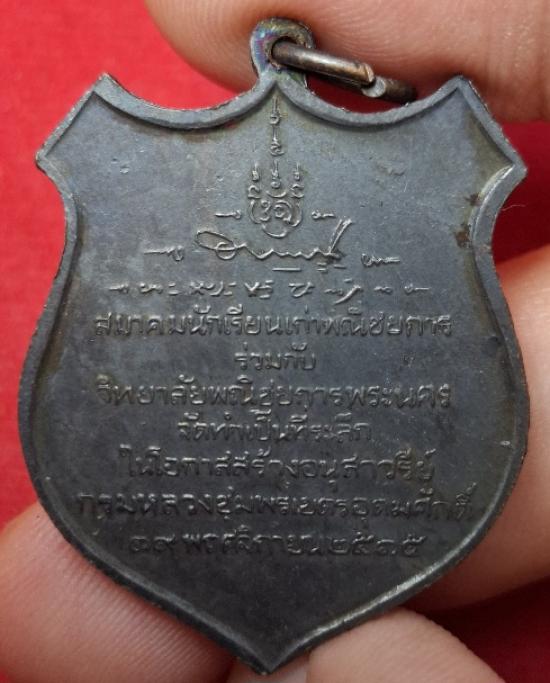 สมาคมนักเรียนเก่าพณิชยการ
ร่วมกับ
วิทยาลัยพณิชยการพระนคร
จัดทำเป็นที่ระลึก
ในโอกาสสร้างอนุสาวรีย์
กรมหลวงชุมพรเขตรอุดมศักดิ์
๑๙ พฤศจิกายน ๒๕๓๕